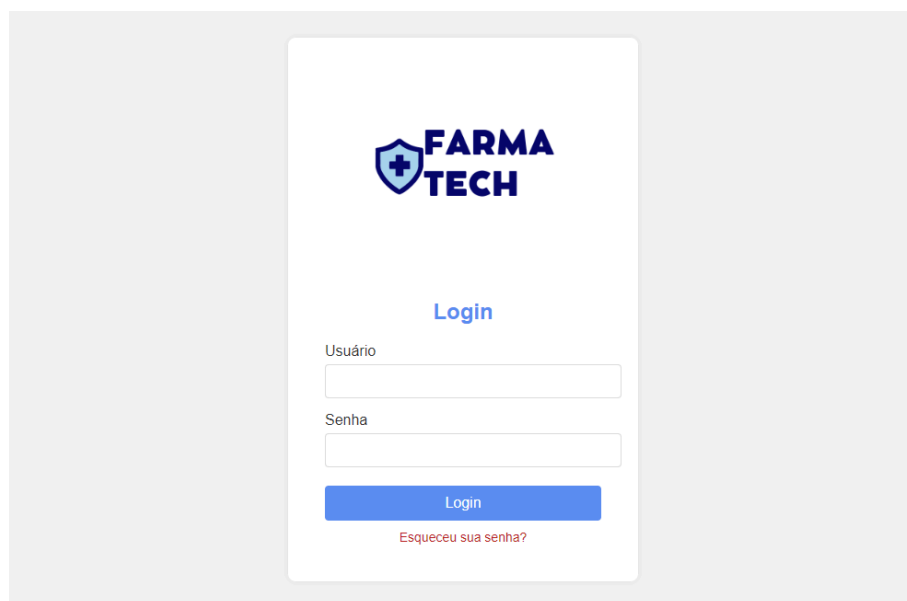 FARMA
TECH
Login
Usuário
Senha
Login
Esqueceu sua senha?